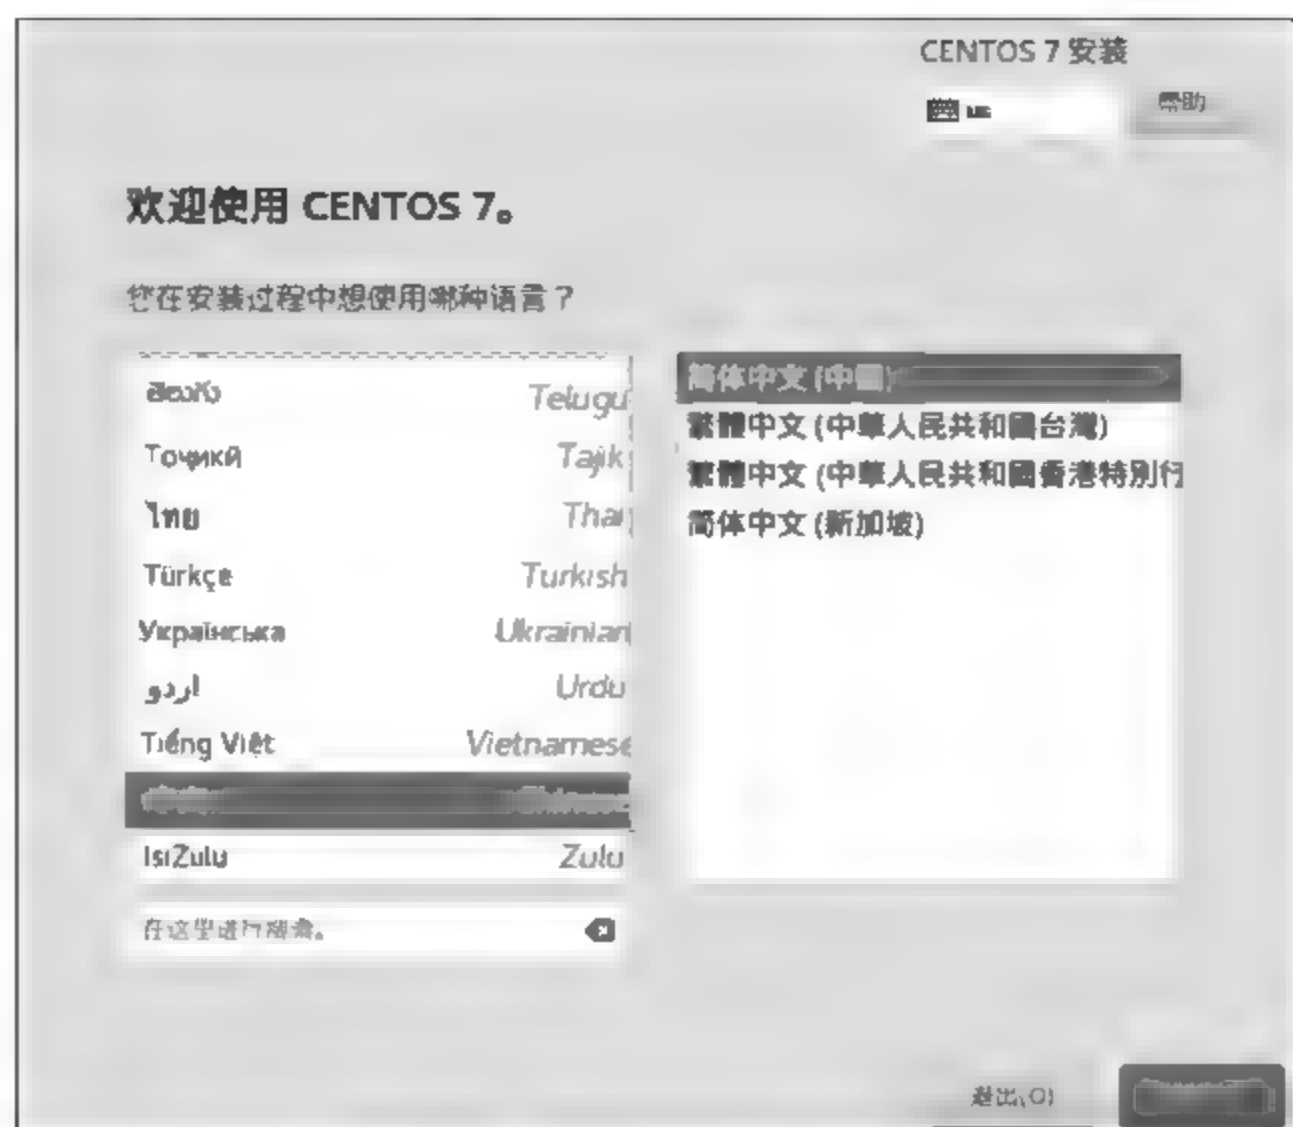 CENTOS 7 安装
us
帮助
欢迎使用 CENTOS 7。
您在安装过程中想使用哪种语言？
తెలుగు Telugu
Тоҷикӣ Tajik
ไทย Thai
Türkçe Turkish
Українська Ukrainian
اردو Urdu
Tiếng Việt Vietnamese
IsiZulu Zulu
在这里进行搜索。
简体中文 (中国)
繁體中文 (中華人民共和國台灣)
繁體中文 (中華人民共和國香港特別行
简体中文 (新加坡)
退出(Q)